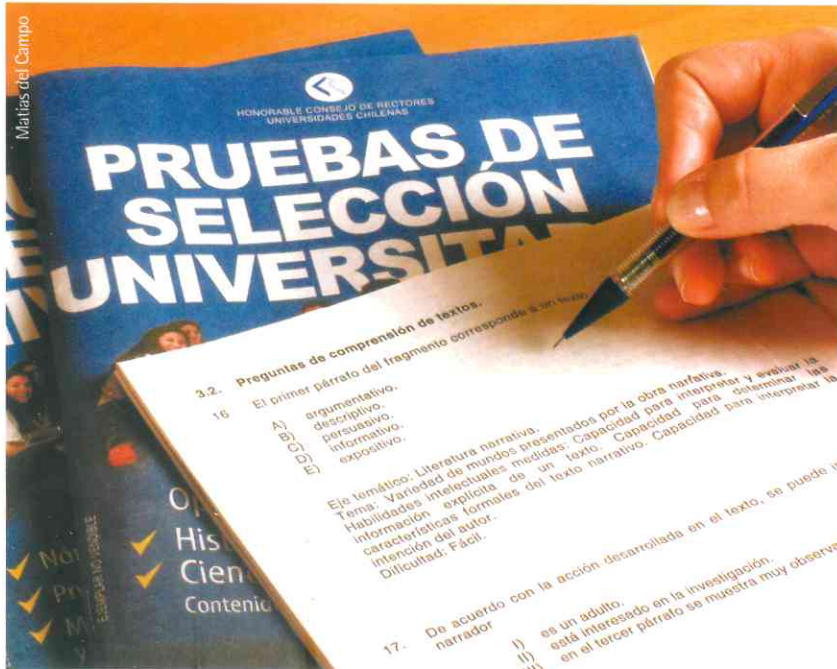 Matías del Campo
HONORABLE CONSEJO DE RECTORES
UNIVERSIDADES CHILENAS
PRUEBAS DE
SELECCIÓN
UNIVERSITA
3.2. Preguntas de comprensión de textos.
16 El primer párrafo del fragmento corresponde a un texto
A) argumentativo.
B) descriptivo.
C) persuasivo.
D) informativo.
E) expositivo.
Eje temático: Literatura narrativa.
Tema: Variedad de mundos presentados por la obra narrativa.
Habilidades intelectuales medidas: Capacidad para interpretar y evaluar la
información explícita de un texto. Capacidad para determinar las
características formales del texto narrativo. Capacidad para interpretar la
intención del autor.
Dificultad: Fácil.
17. De acuerdo con la acción desarrollada en el texto, se puede
narrador
I) es un adulto.
II) está interesado en la investigación.
en el tercer párrafo se muestra muy observa
Op
His
Cien
Contenid
EJEMPLAR NO VENDIBLE